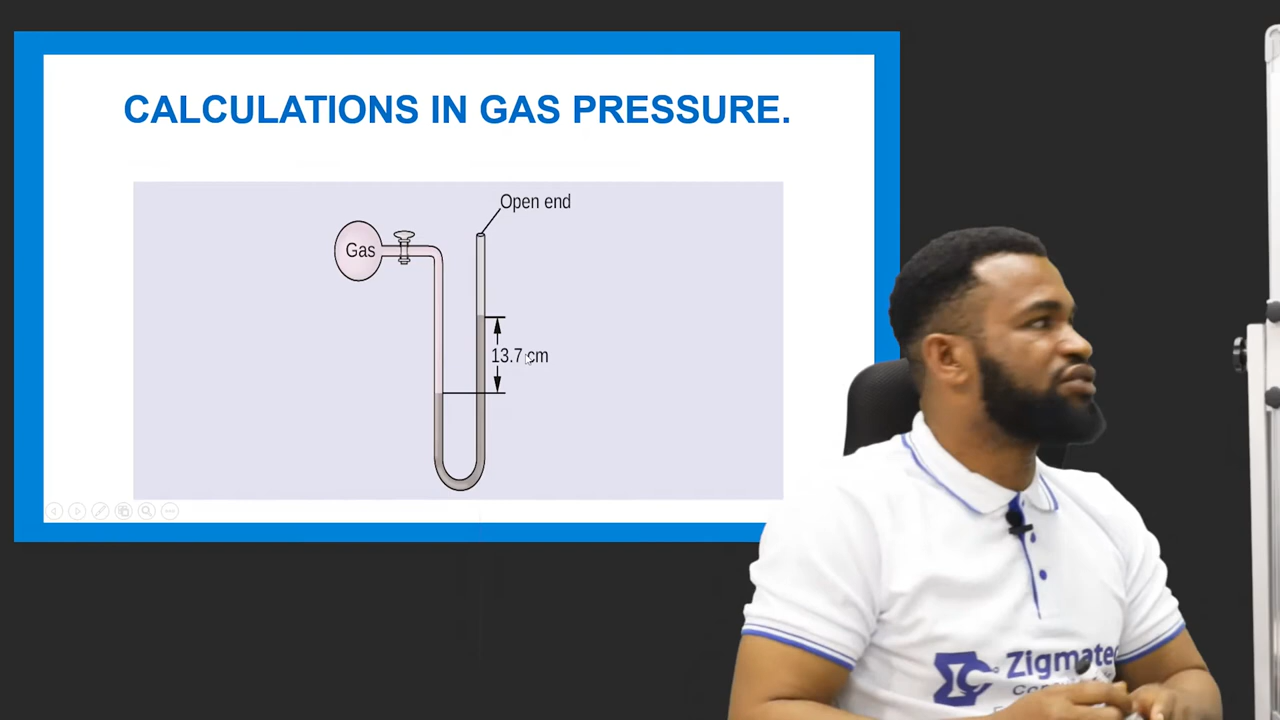 CALCULATIONS IN GAS PRESSURE.
Open end
Gas
13.7 cm
Zigmatec